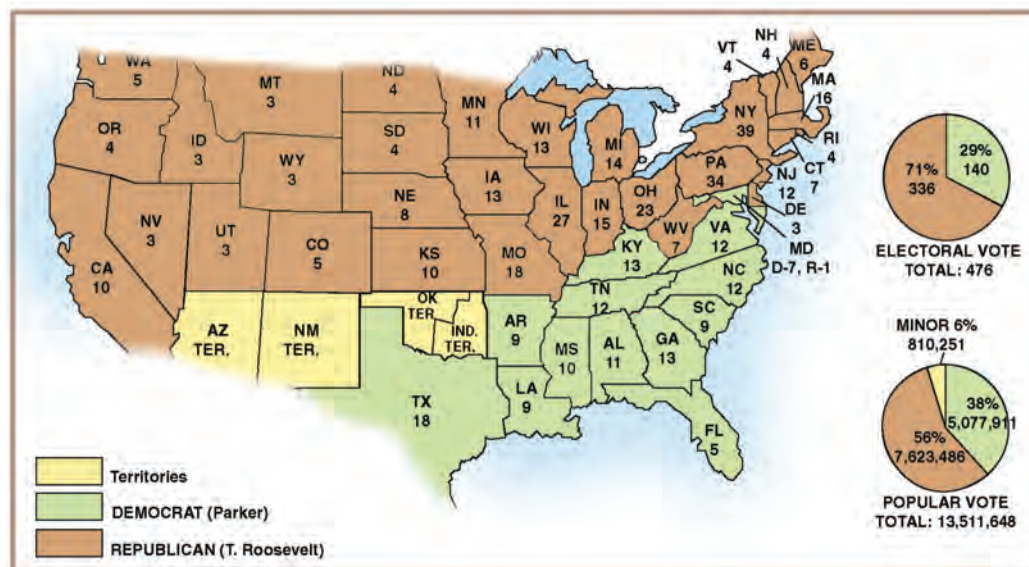 WA
5
OR
4
CA
10
NV
3
ID
3
MT
3
WY
3
UT
3
CO
5
AZ
TER.
NM
TER.
ND
4
SD
4
NE
8
KS
10
OK
TER.
IND.
TER.
TX
18
MN
11
IA
13
MO
18
AR
9
LA
9
WI
13
IL
27
MI
14
IN
15
OH
23
KY
13
TN
12
MS
10
AL
11
GA
13
FL
5
SC
9
NC
12
VA
12
WV
7
PA
34
NY
39
VT
4
NH
4
ME
6
MA
16
RI
4
CT
7
NJ
12
DE
3
MD
D-7, R-1
71%
336
29%
140
ELECTORAL VOTE
TOTAL: 476
MINOR 6%
810,251
38%
5,077,911
56%
7,623,486
POPULAR VOTE
TOTAL: 13,511,648
Territories
DEMOCRAT (Parker)
REPUBLICAN (T. Roosevelt)